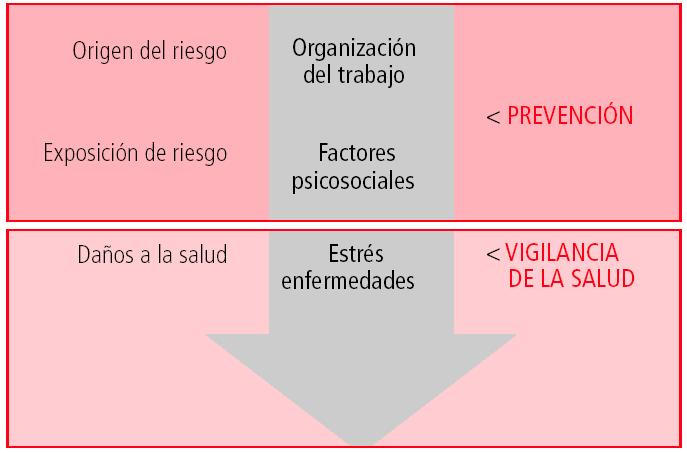 Origen del riesgo
Organización
del trabajo
< PREVENCIÓN
Exposición de riesgo
Factores
psicosociales
Daños a la salud
Estrés
enfermedades
< VIGILANCIA
DE LA SALUD